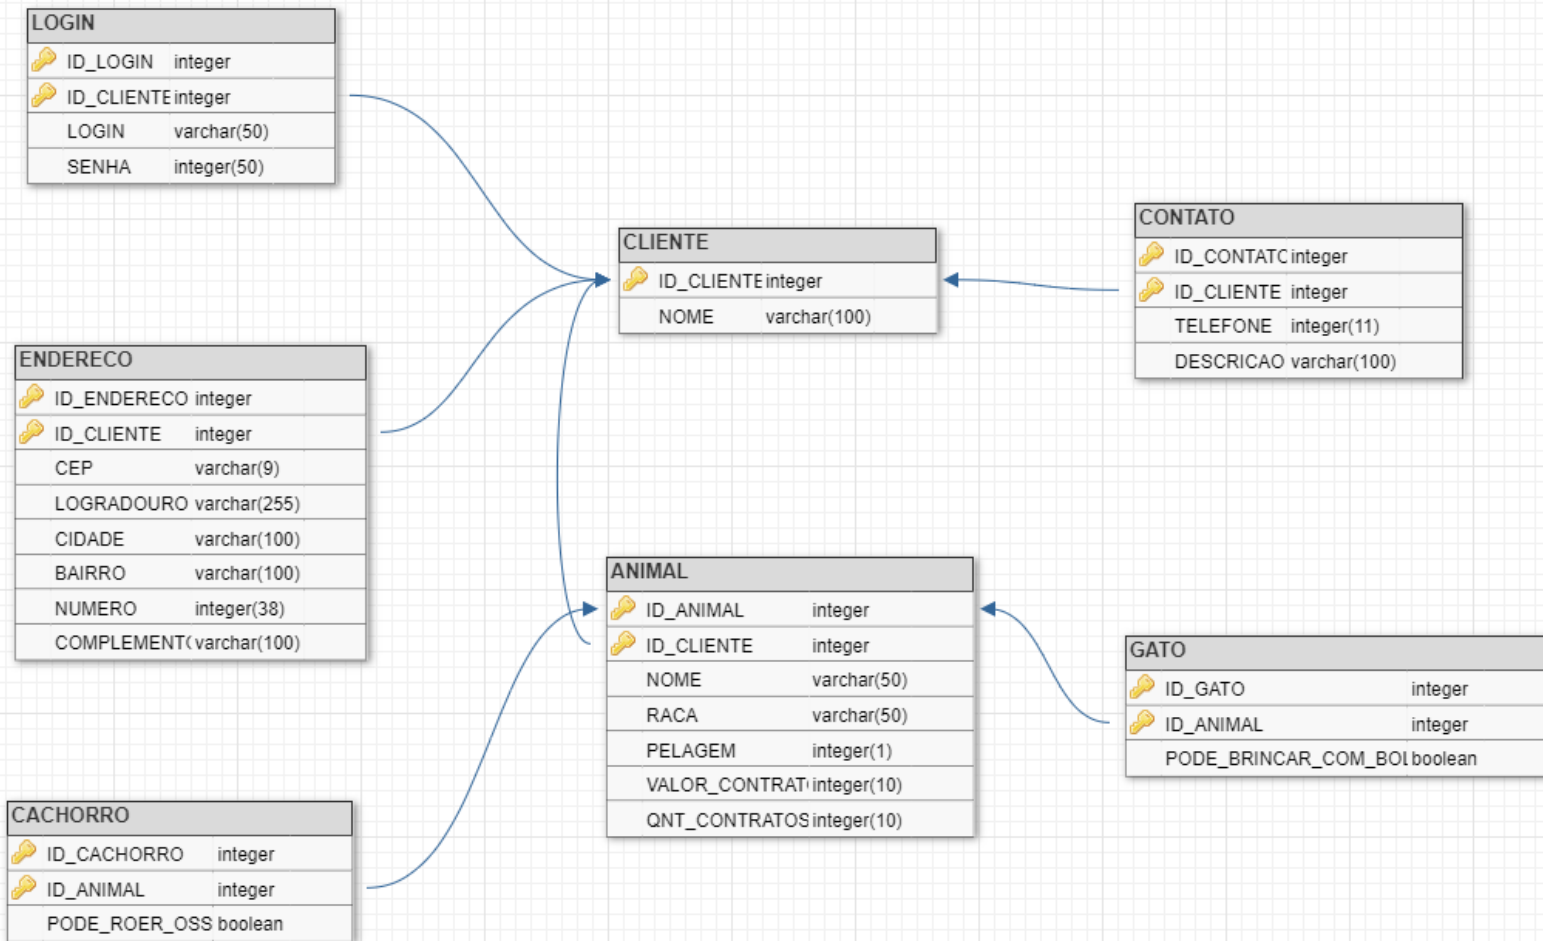 LOGIN
ID_LOGIN integer
ID_CLIENTE integer
LOGIN varchar(50)
SENHA integer(50)
CLIENTE
ID_CLIENTE integer
NOME varchar(100)
CONTATO
ID_CONTATO integer
ID_CLIENTE integer
TELEFONE integer(11)
DESCRICAO varchar(100)
ENDERECO
ID_ENDERECO integer
ID_CLIENTE integer
CEP varchar(9)
LOGRADOURO varchar(255)
CIDADE varchar(100)
BAIRRO varchar(100)
NUMERO integer(38)
COMPLEMENTO varchar(100)
ANIMAL
ID_ANIMAL integer
ID_CLIENTE integer
NOME varchar(50)
RACA varchar(50)
PELAGEM integer(1)
VALOR_CONTRAT integer(10)
QNT_CONTRATOS integer(10)
GATO
ID_GATO integer
ID_ANIMAL integer
PODE_BRINCAR_COM_BOL boolean
CACHORRO
ID_CACHORRO integer
ID_ANIMAL integer
PODE_ROER_OSS boolean